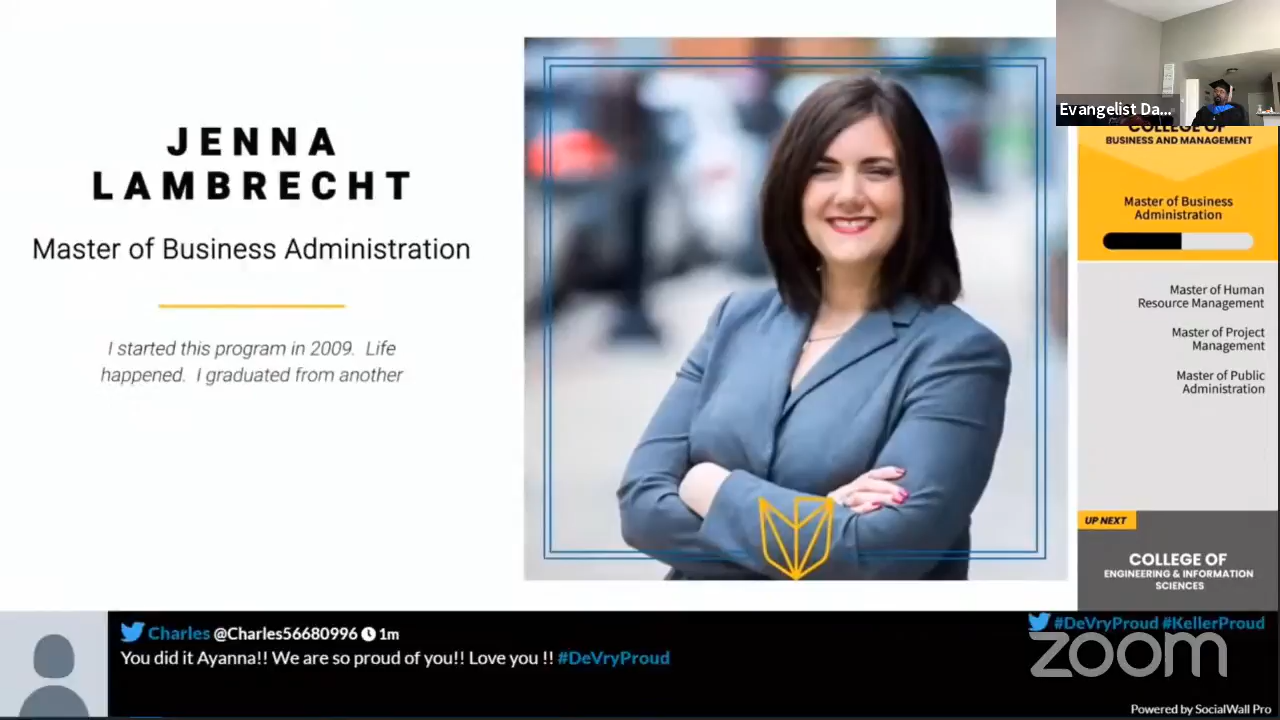 JENNA
LAMBRECHT
Master of Business Administration
I started this program in 2009. Life
happened. I graduated from another
Evangelist Da...
COLLEGE OF
BUSINESS AND MANAGEMENT
Master of Business
Administration
Master of Human
Resource Management
Master of Project
Management
Master of Public
Administration
UP NEXT
COLLEGE OF
ENGINEERING & INFORMATION
SCIENCES
Charles @Charles56680996 1m
You did it Ayanna!! We are so proud of you!! Love you !! #DeVryProud
#DeVryProud #KellerProud
zoom
Powered by SocialWall Pro